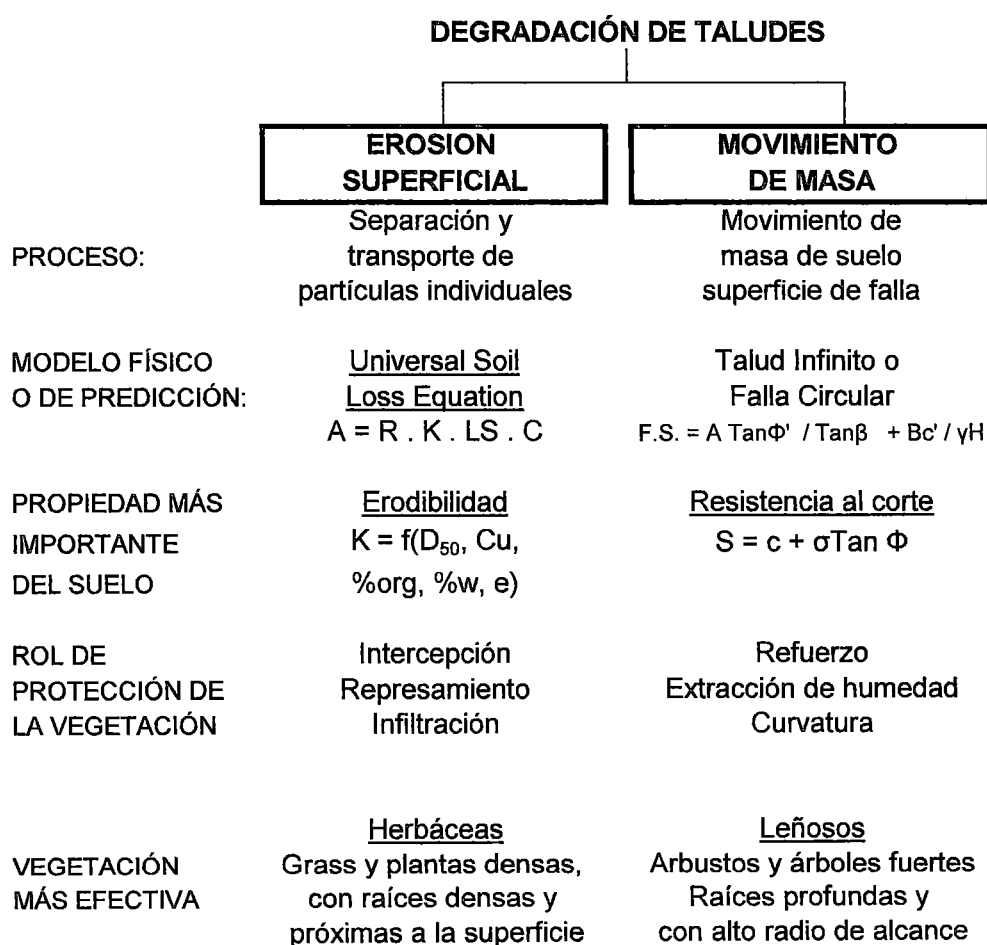 DEGRADACIÓN DE TALUDES
EROSION MOVIMIENTO
SUPERFICIAL DE MASA
Separación y Movimiento de
PROCESO: transporte de masa de suelo
partículas individuales superficie de falla
MODELO FÍSICO Universal Soil Talud Infinito o
O DE PREDICCIÓN: Loss Equation Falla Circular
A = R . K . LS . C F.S. = A TanΦ' / Tanβ + Bc' / γH
PROPIEDAD MÁS Erodibilidad Resistencia al corte
IMPORTANTE K = f(D₅₀, Cu, S = c + σTan Φ
DEL SUELO %org, %w, e)
ROL DE Intercepción Refuerzo
PROTECCIÓN DE Represamiento Extracción de humedad
LA VEGETACIÓN Infiltración Curvatura
Herbáceas Leñosos
VEGETACIÓN Grass y plantas densas, Arbustos y árboles fuertes
MÁS EFECTIVA con raíces densas y Raíces profundas y
próximas a la superficie con alto radio de alcance